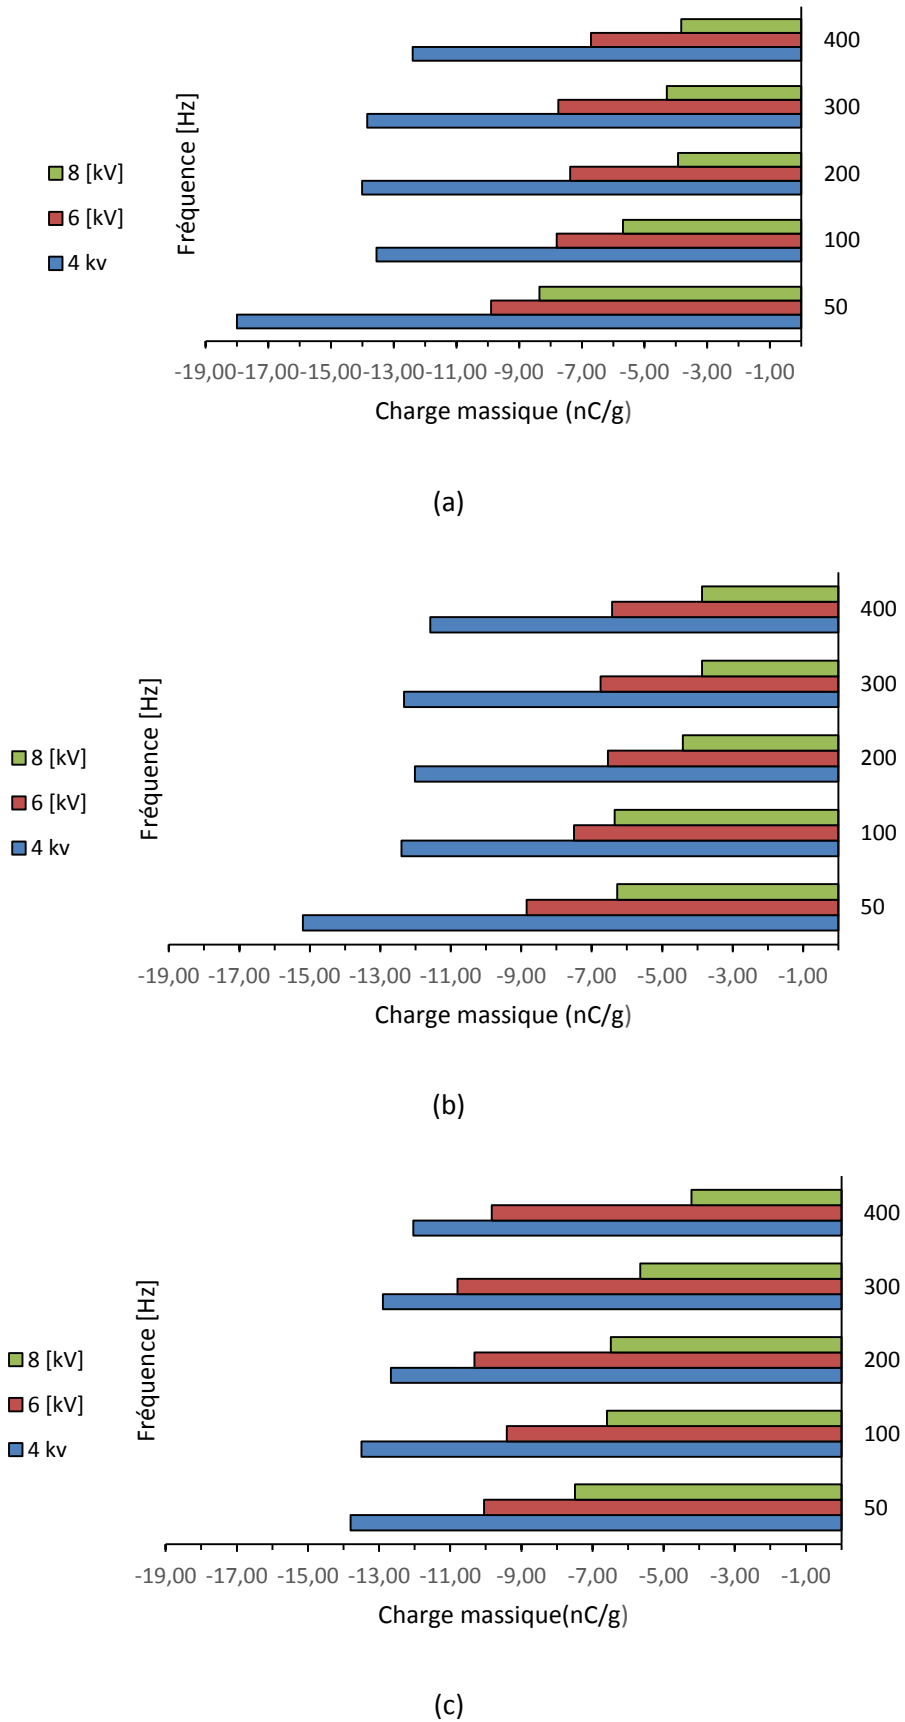 400
300
200
100
50
Fréquence [Hz]
8 [kV]
6 [kV]
4 kv
-19,00 -17,00 -15,00 -13,00 -11,00 -9,00 -7,00 -5,00 -3,00 -1,00
Charge massique (nC/g)
(a)
400
300
200
100
50
Fréquence [Hz]
8 [kV]
6 [kV]
4 kv
-19,00 -17,00 -15,00 -13,00 -11,00 -9,00 -7,00 -5,00 -3,00 -1,00
Charge massique (nC/g)
(b)
400
300
200
100
50
Fréquence [Hz]
8 [kV]
6 [kV]
4 kv
-19,00 -17,00 -15,00 -13,00 -11,00 -9,00 -7,00 -5,00 -3,00 -1,00
Charge massique(nC/g)
(c)